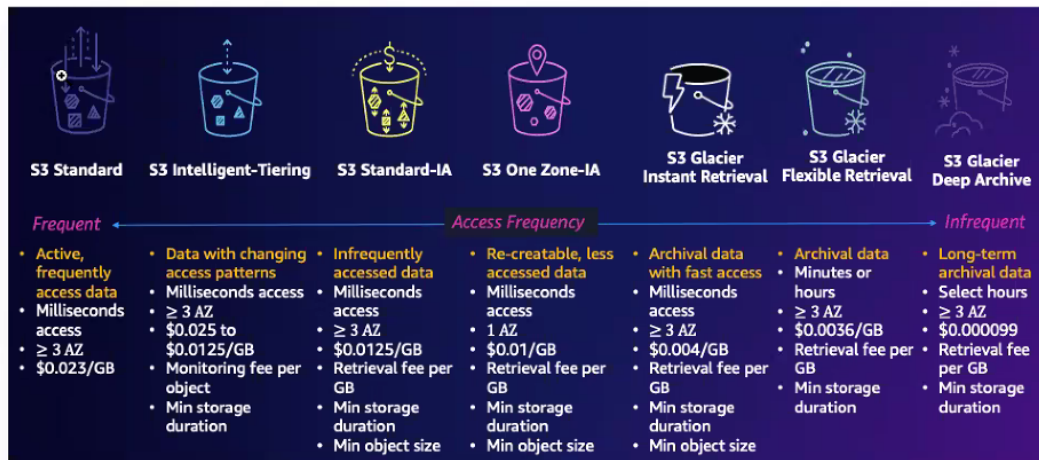 S3 Standard
S3 Intelligent-Tiering
S3 Standard-IA
S3 One Zone-IA
S3 Glacier
Instant Retrieval
S3 Glacier
Flexible Retrieval
S3 Glacier
Deep Archive
Frequent
Access Frequency
Infrequent
• Active,
frequently
access data
• Milliseconds
access
• ≥ 3 AZ
• $0.023/GB
• Data with changing
access patterns
• Milliseconds access
• ≥ 3 AZ
• $0.025 to
$0.0125/GB
• Monitoring fee per
object
• Min storage
duration
• Infrequently
accessed data
• Milliseconds
access
• ≥ 3 AZ
• $0.0125/GB
• Retrieval fee per
GB
• Min storage
duration
• Min object size
• Re-creatable, less
accessed data
• Milliseconds
access
• 1 AZ
• $0.01/GB
• Retrieval fee per
GB
• Min storage
duration
• Min object size
• Archival data
with fast access
• Milliseconds
access
• ≥ 3 AZ
• $0.004/GB
• Retrieval fee per
GB
• Min storage
duration
• Min object size
• Archival data
• Minutes or
hours
• ≥ 3 AZ
• $0.0036/GB
• Retrieval fee per
GB
• Min storage
duration
• Long-term
archival data
• Select hours
• ≥ 3 AZ
• $0.000099
• Retrieval fee
per GB
• Min storage
duration